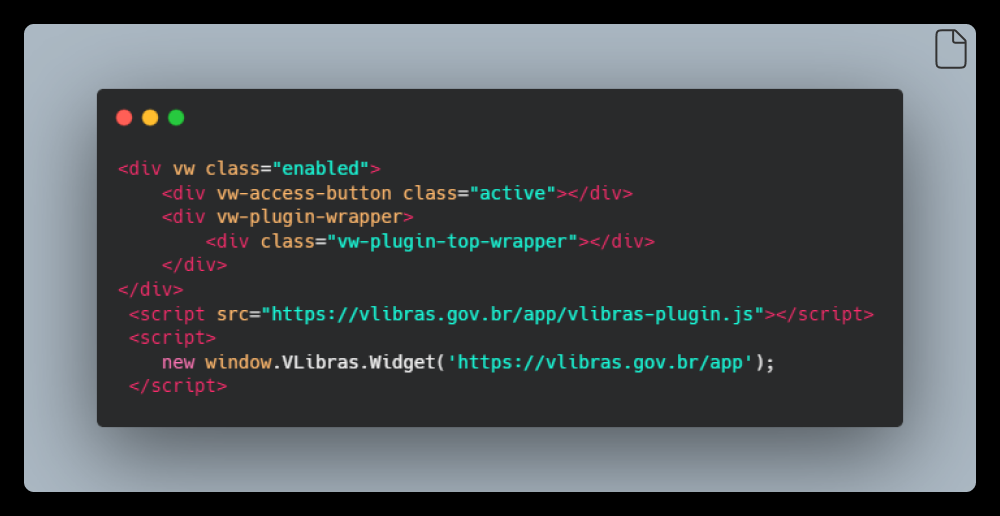 <div vw class="enabled">
    <div vw-access-button class="active"></div>
    <div vw-plugin-wrapper>
        <div class="vw-plugin-top-wrapper"></div>
    </div>
</div>
 <script src="https://vlibras.gov.br/app/vlibras-plugin.js"></script>
 <script>
    new window.VLibras.Widget('https://vlibras.gov.br/app');
 </script>